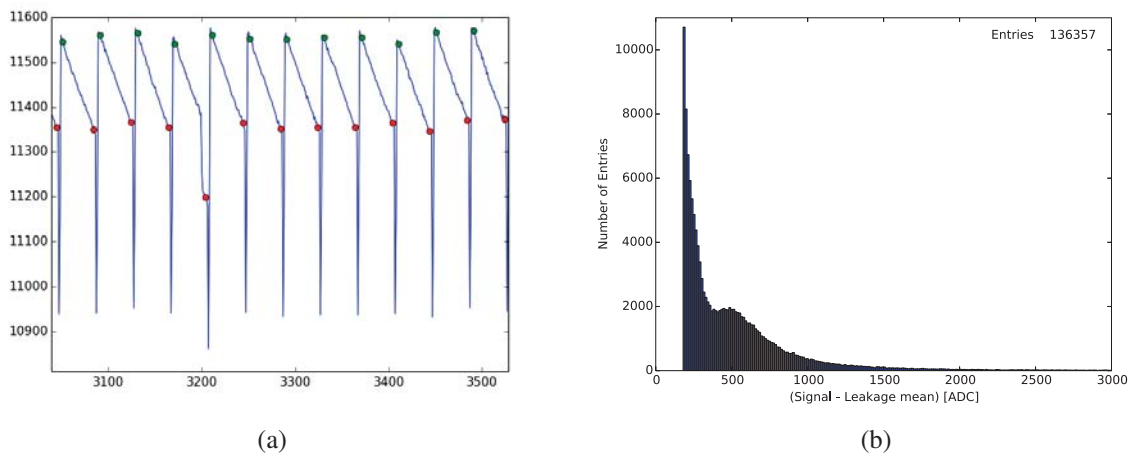 11600
11500
11400
11300
11200
11100
11000
10900
3100 3200 3300 3400 3500
(a)
Entries 136357
Number of Entries
10000
8000
6000
4000
2000
0
0 500 1000 1500 2000 2500 3000
(Signal - Leakage mean) [ADC]
(b)